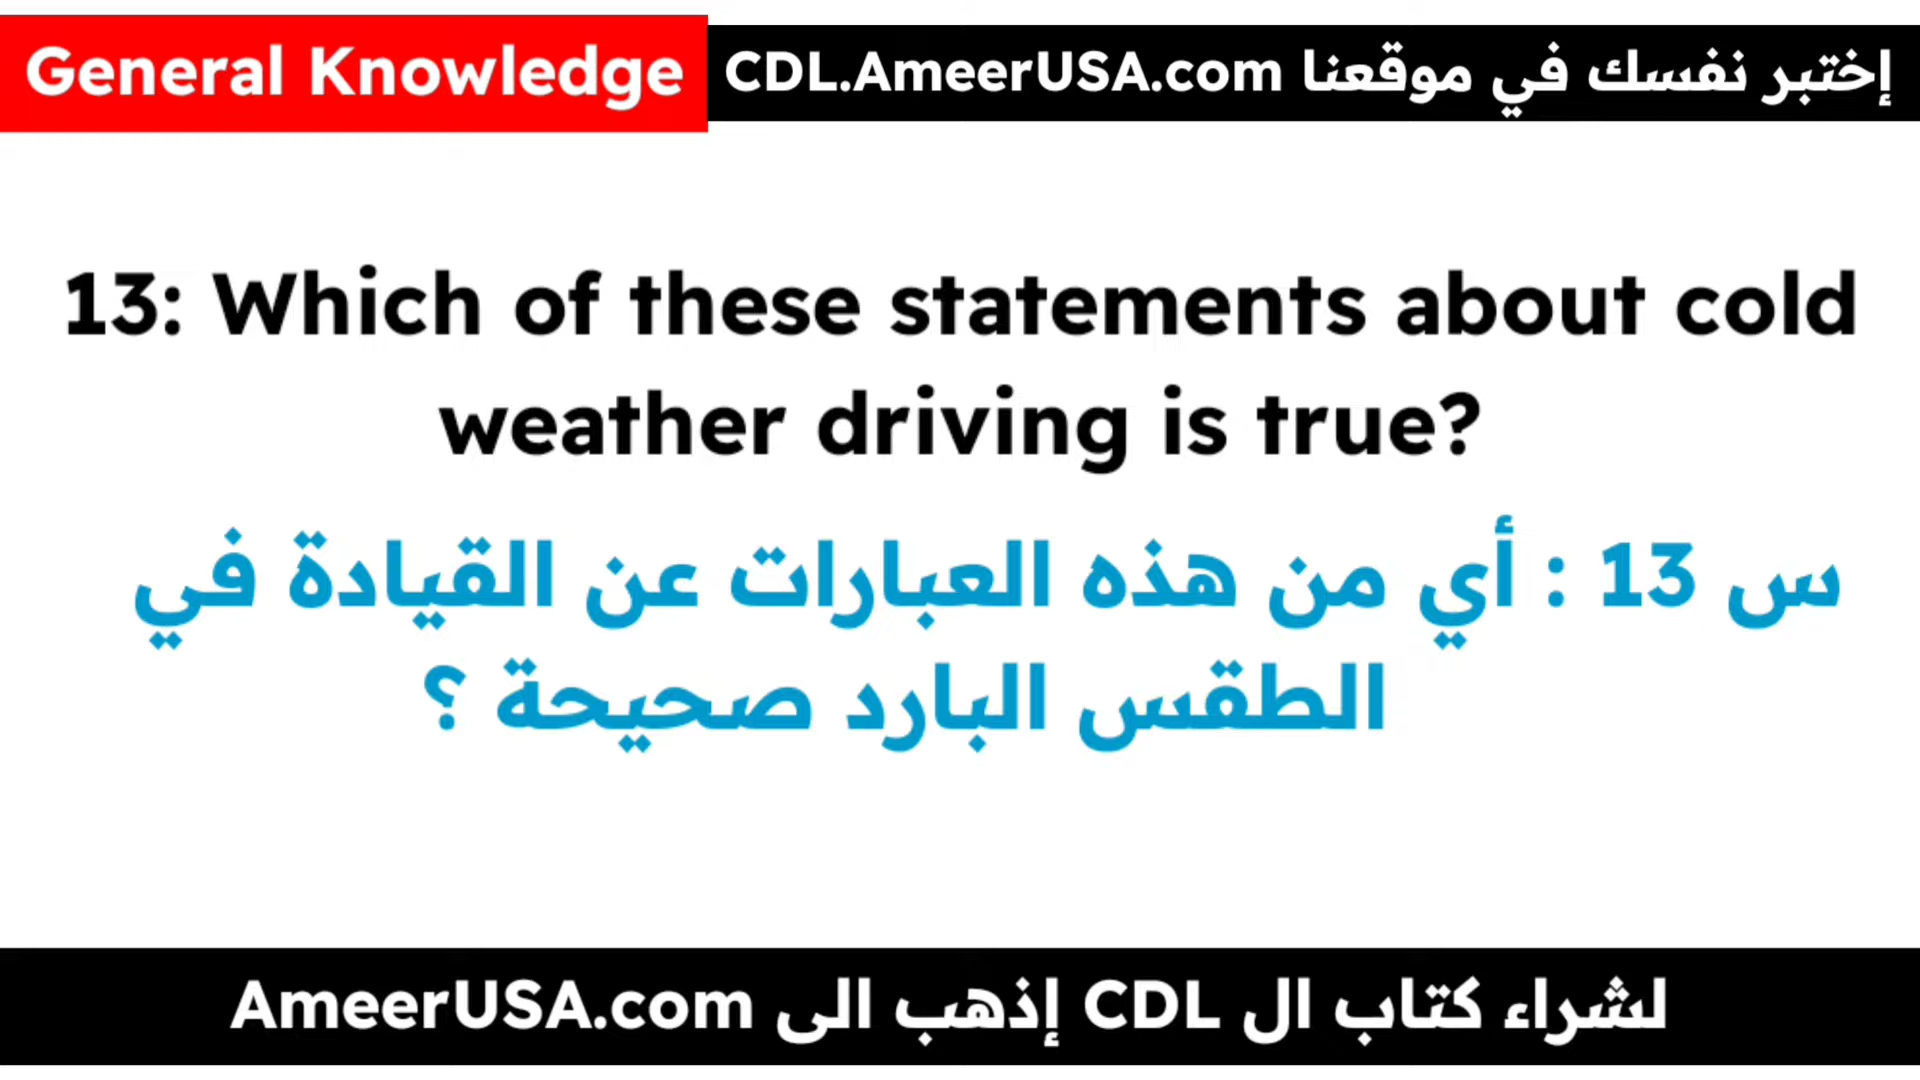 General Knowledge
إختبر نفسك في موقعنا CDL.AmeerUSA.com
13: Which of these statements about cold
weather driving is true?
س 13 : أي من هذه العبارات عن القيادة في
الطقس البارد صحيحة ؟
لشراء كتاب ال CDL إذهب الى AmeerUSA.com